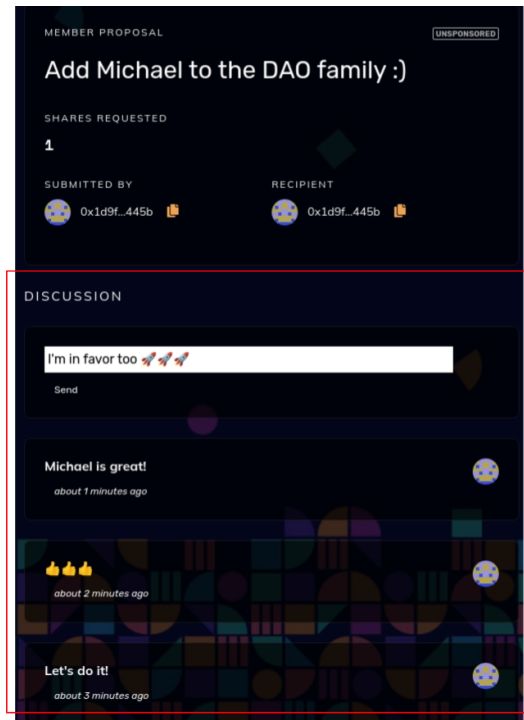 MEMBER PROPOSAL
UNSPONSORED
Add Michael to the DAO family :)
SHARES REQUESTED
1
SUBMITTED BY
RECIPIENT
0x1d9f...445b
0x1d9f...445b
DISCUSSION
I'm in favor too 🚀🚀🚀
Send
Michael is great!
about 1 minutes ago
👍👍👍
about 2 minutes ago
Let's do it!
about 3 minutes ago